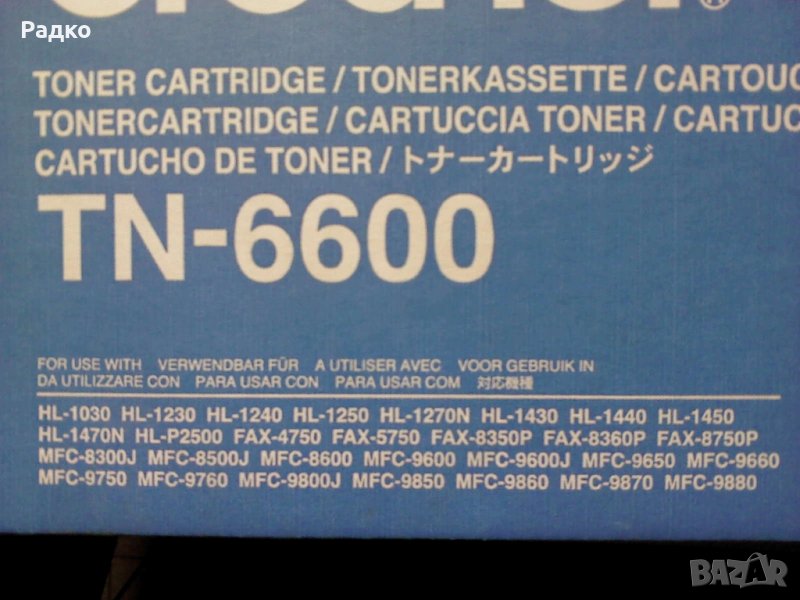 Радко
TONER CARTRIDGE / TONERKASSETTE / CARTOUC
TONERCARTRIDGE / CARTUCCIA TONER / CARTUC
CARTUCHO DE TONER / トナーカートリッジ
TN-6600
FOR USE WITH VERWENDBAR FÜR A UTILISER AVEC VOOR GEBRUIK IN
DA UTILIZZARE CON PARA USAR CON PARA USAR COM 対応機種
HL-1030 HL-1230 HL-1240 HL-1250 HL-1270N HL-1430 HL-1440 HL-1450
HL-1470N HL-P2500 FAX-4750 FAX-5750 FAX-8350P FAX-8360P FAX-8750P
MFC-8300J MFC-8500J MFC-8600 MFC-9600 MFC-9600J MFC-9650 MFC-9660
MFC-9750 MFC-9760 MFC-9800J MFC-9850 MFC-9860 MFC-9870 MFC-9880
BAZAR